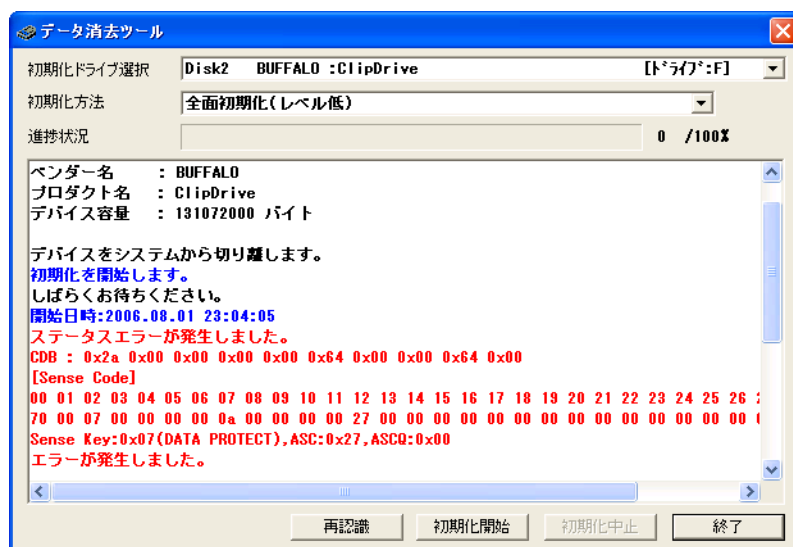 データ消去ツール
初期化ドライブ選択 Disk2 BUFFALO :ClipDrive [ﾄﾞﾗｲﾌﾞ:F]
初期化方法 全面初期化(レベル低)
進捗状況 0 /100%
ベンダー名 : BUFFALO
プロダクト名 : ClipDrive
デバイス容量 : 131072000 バイト
デバイスをシステムから切り離します。
初期化を開始します。
しばらくお待ちください。
開始日時:2006.08.01 23:04:05
ステータスエラーが発生しました。
CDB : 0x2a 0x00 0x00 0x00 0x00 0x64 0x00 0x00 0x64 0x00
[Sense Code]
00 01 02 03 04 05 06 07 08 09 10 11 12 13 14 15 16 17 18 19 20 21 22 23 24 25 26
70 00 07 00 00 00 00 0a 00 00 00 00 27 00 00 00 00 00 00 00 00 00 00 00 00 00 00
Sense Key:0x07(DATA PROTECT),ASC:0x27,ASCQ:0x00
エラーが発生しました。
再認識 初期化開始 初期化中止 終了